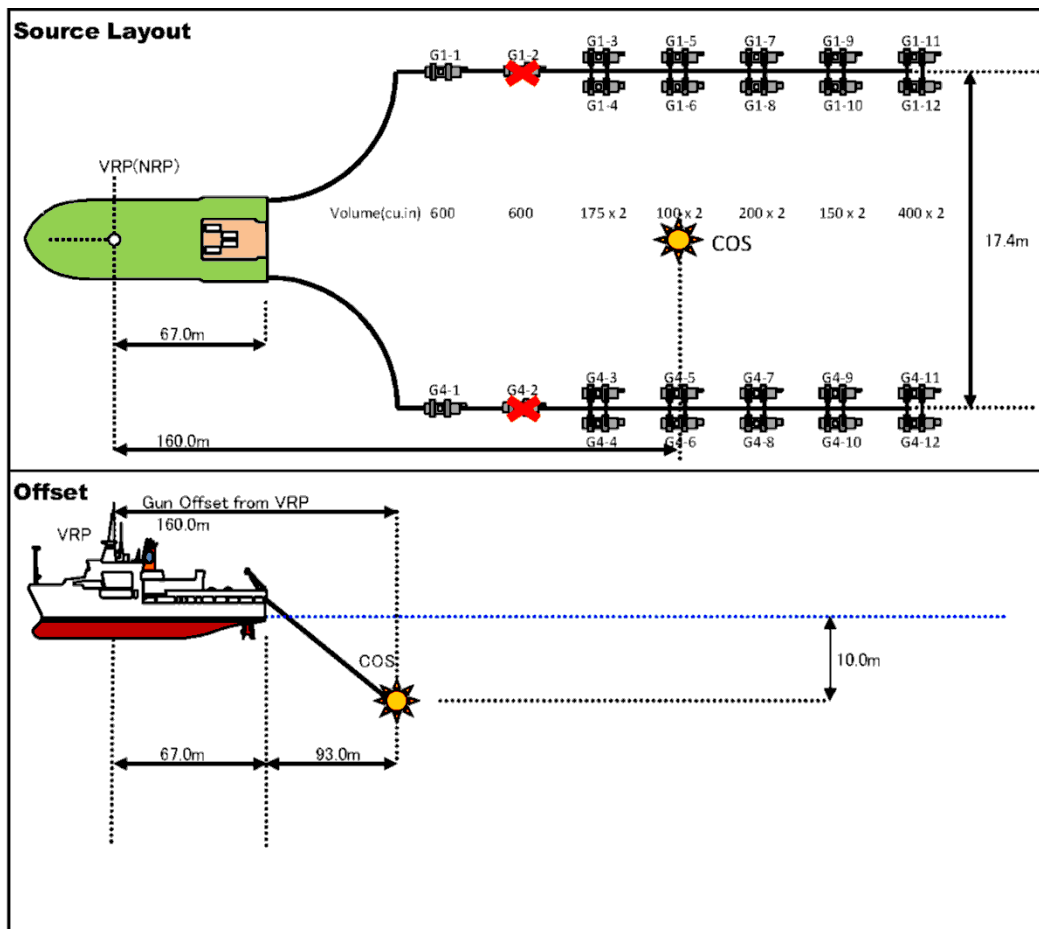 Source Layout
G1-1 G1-2 G1-3 G1-5 G1-7 G1-9 G1-11
G1-4 G1-6 G1-8 G1-10 G1-12
VRP(NRP)
Volume(cu.in) 600 600 175 x 2 100 x 2 200 x 2 150 x 2 400 x 2
COS
17.4m
67.0m
G4-1 G4-2 G4-3 G4-5 G4-7 G4-9 G4-11
G4-4 G4-6 G4-8 G4-10 G4-12
160.0m
Offset
Gun Offset from VRP
160.0m
VRP
COS
10.0m
67.0m 93.0m